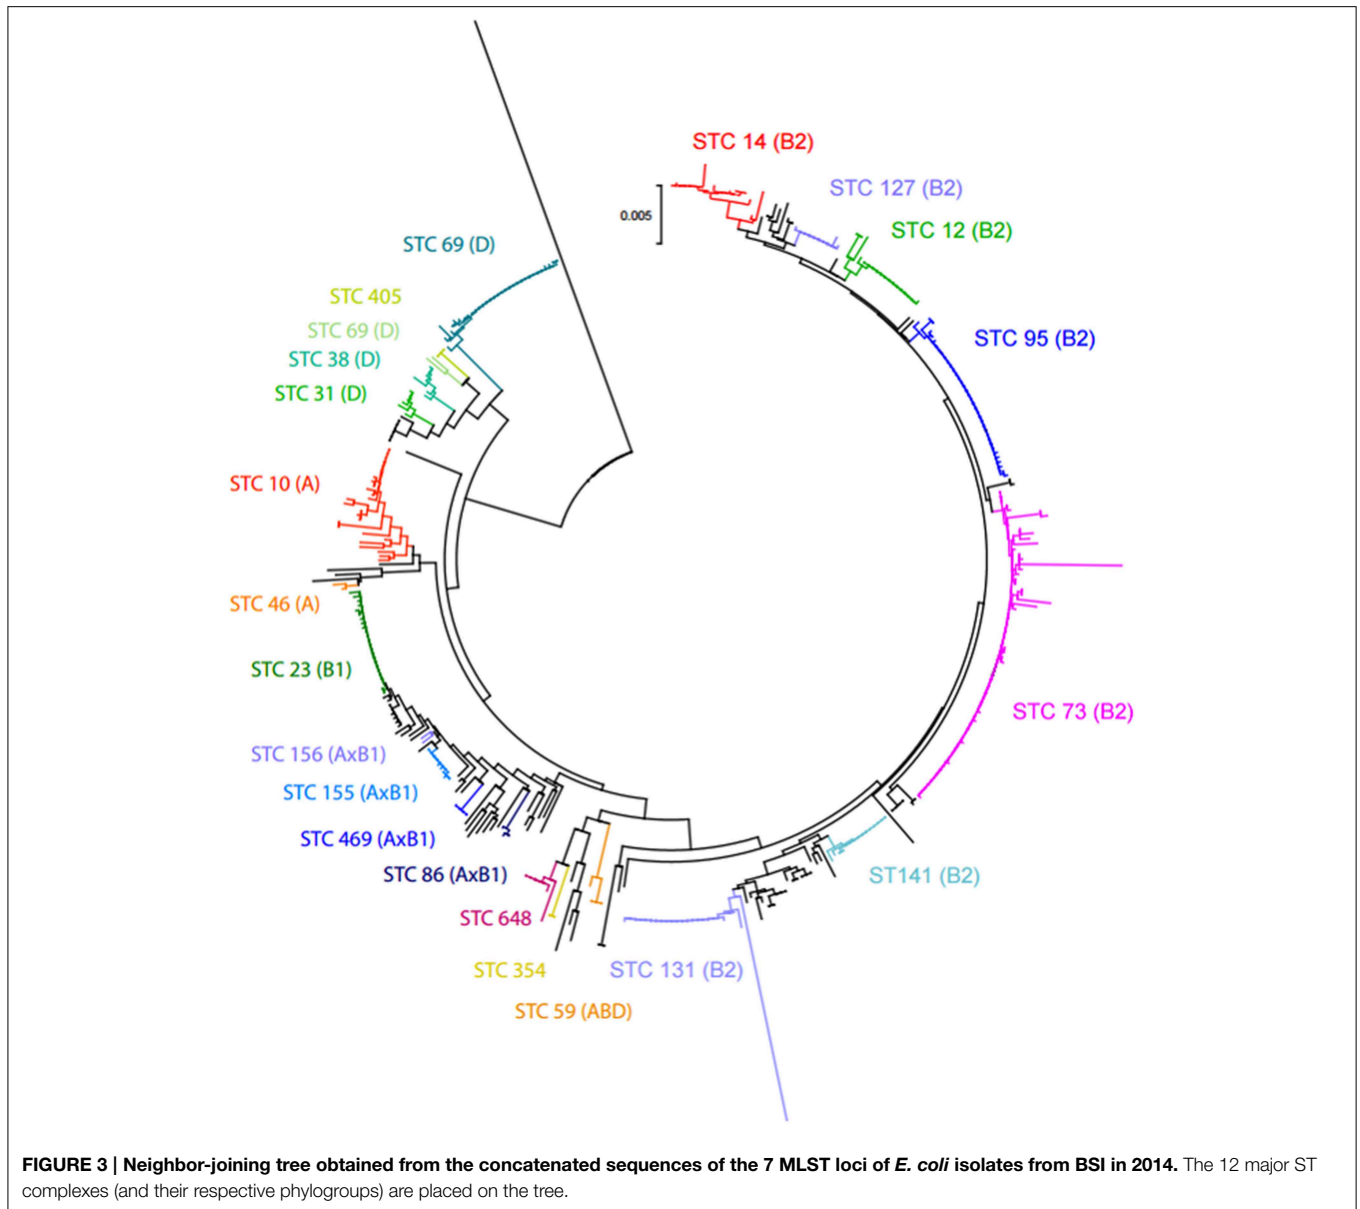 STC 14 (B2)
STC 127 (B2)
0.005
STC 12 (B2)
STC 69 (D)
STC 405
STC 69 (D)
STC 95 (B2)
STC 38 (D)
STC 31 (D)
STC 10 (A)
STC 46 (A)
STC 23 (B1)
STC 73 (B2)
STC 156 (AxB1)
STC 155 (AxB1)
STC 469 (AxB1)
STC 86 (AxB1)
ST141 (B2)
STC 648
STC 354
STC 131 (B2)
STC 59 (ABD)
FIGURE 3 | Neighbor-joining tree obtained from the concatenated sequences of the 7 MLST loci of E. coli isolates from BSI in 2014. The 12 major ST
complexes (and their respective phylogroups) are placed on the tree.